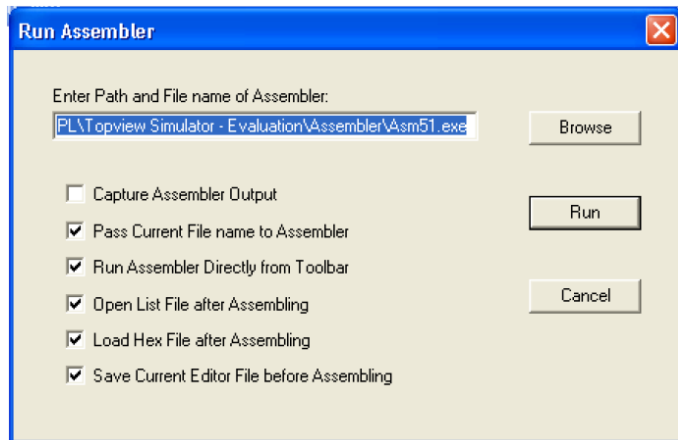 Run Assembler
Enter Path and File name of Assembler:
PL\Topview Simulator - Evaluation\Assembler\Asm51.exe
Browse
Capture Assembler Output
Run
Pass Current File name to Assembler
Run Assembler Directly from Toolbar
Cancel
Open List File after Assembling
Load Hex File after Assembling
Save Current Editor File before Assembling